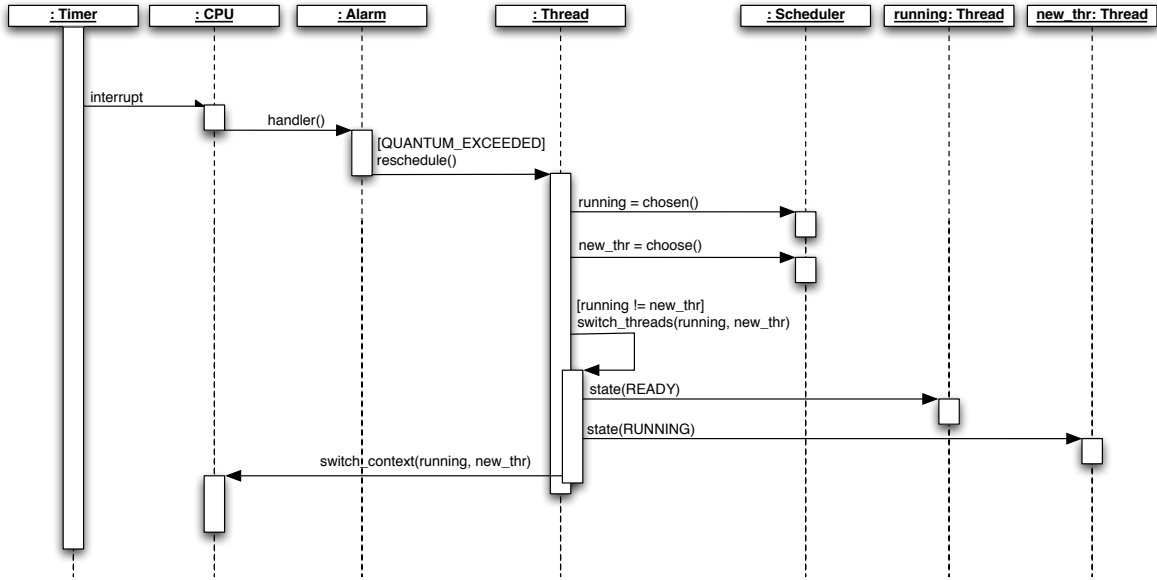 : Timer
: CPU
: Alarm
: Thread
: Scheduler
running: Thread
new_thr: Thread
interrupt
handler()
[QUANTUM_EXCEEDED]
reschedule()
running = chosen()
new_thr = choose()
[running != new_thr]
switch_threads(running, new_thr)
state(READY)
state(RUNNING)
switch_context(running, new_thr)